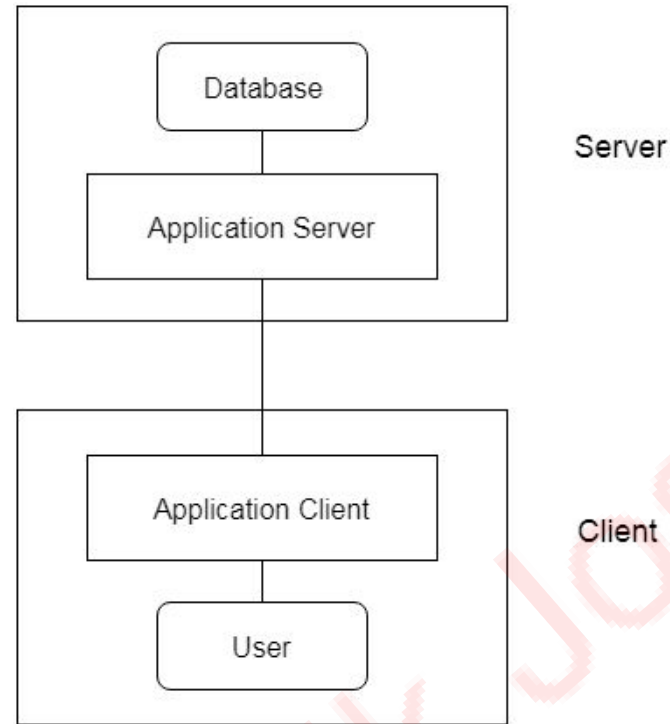 Database
Server
Application Server
Application Client
Client
User